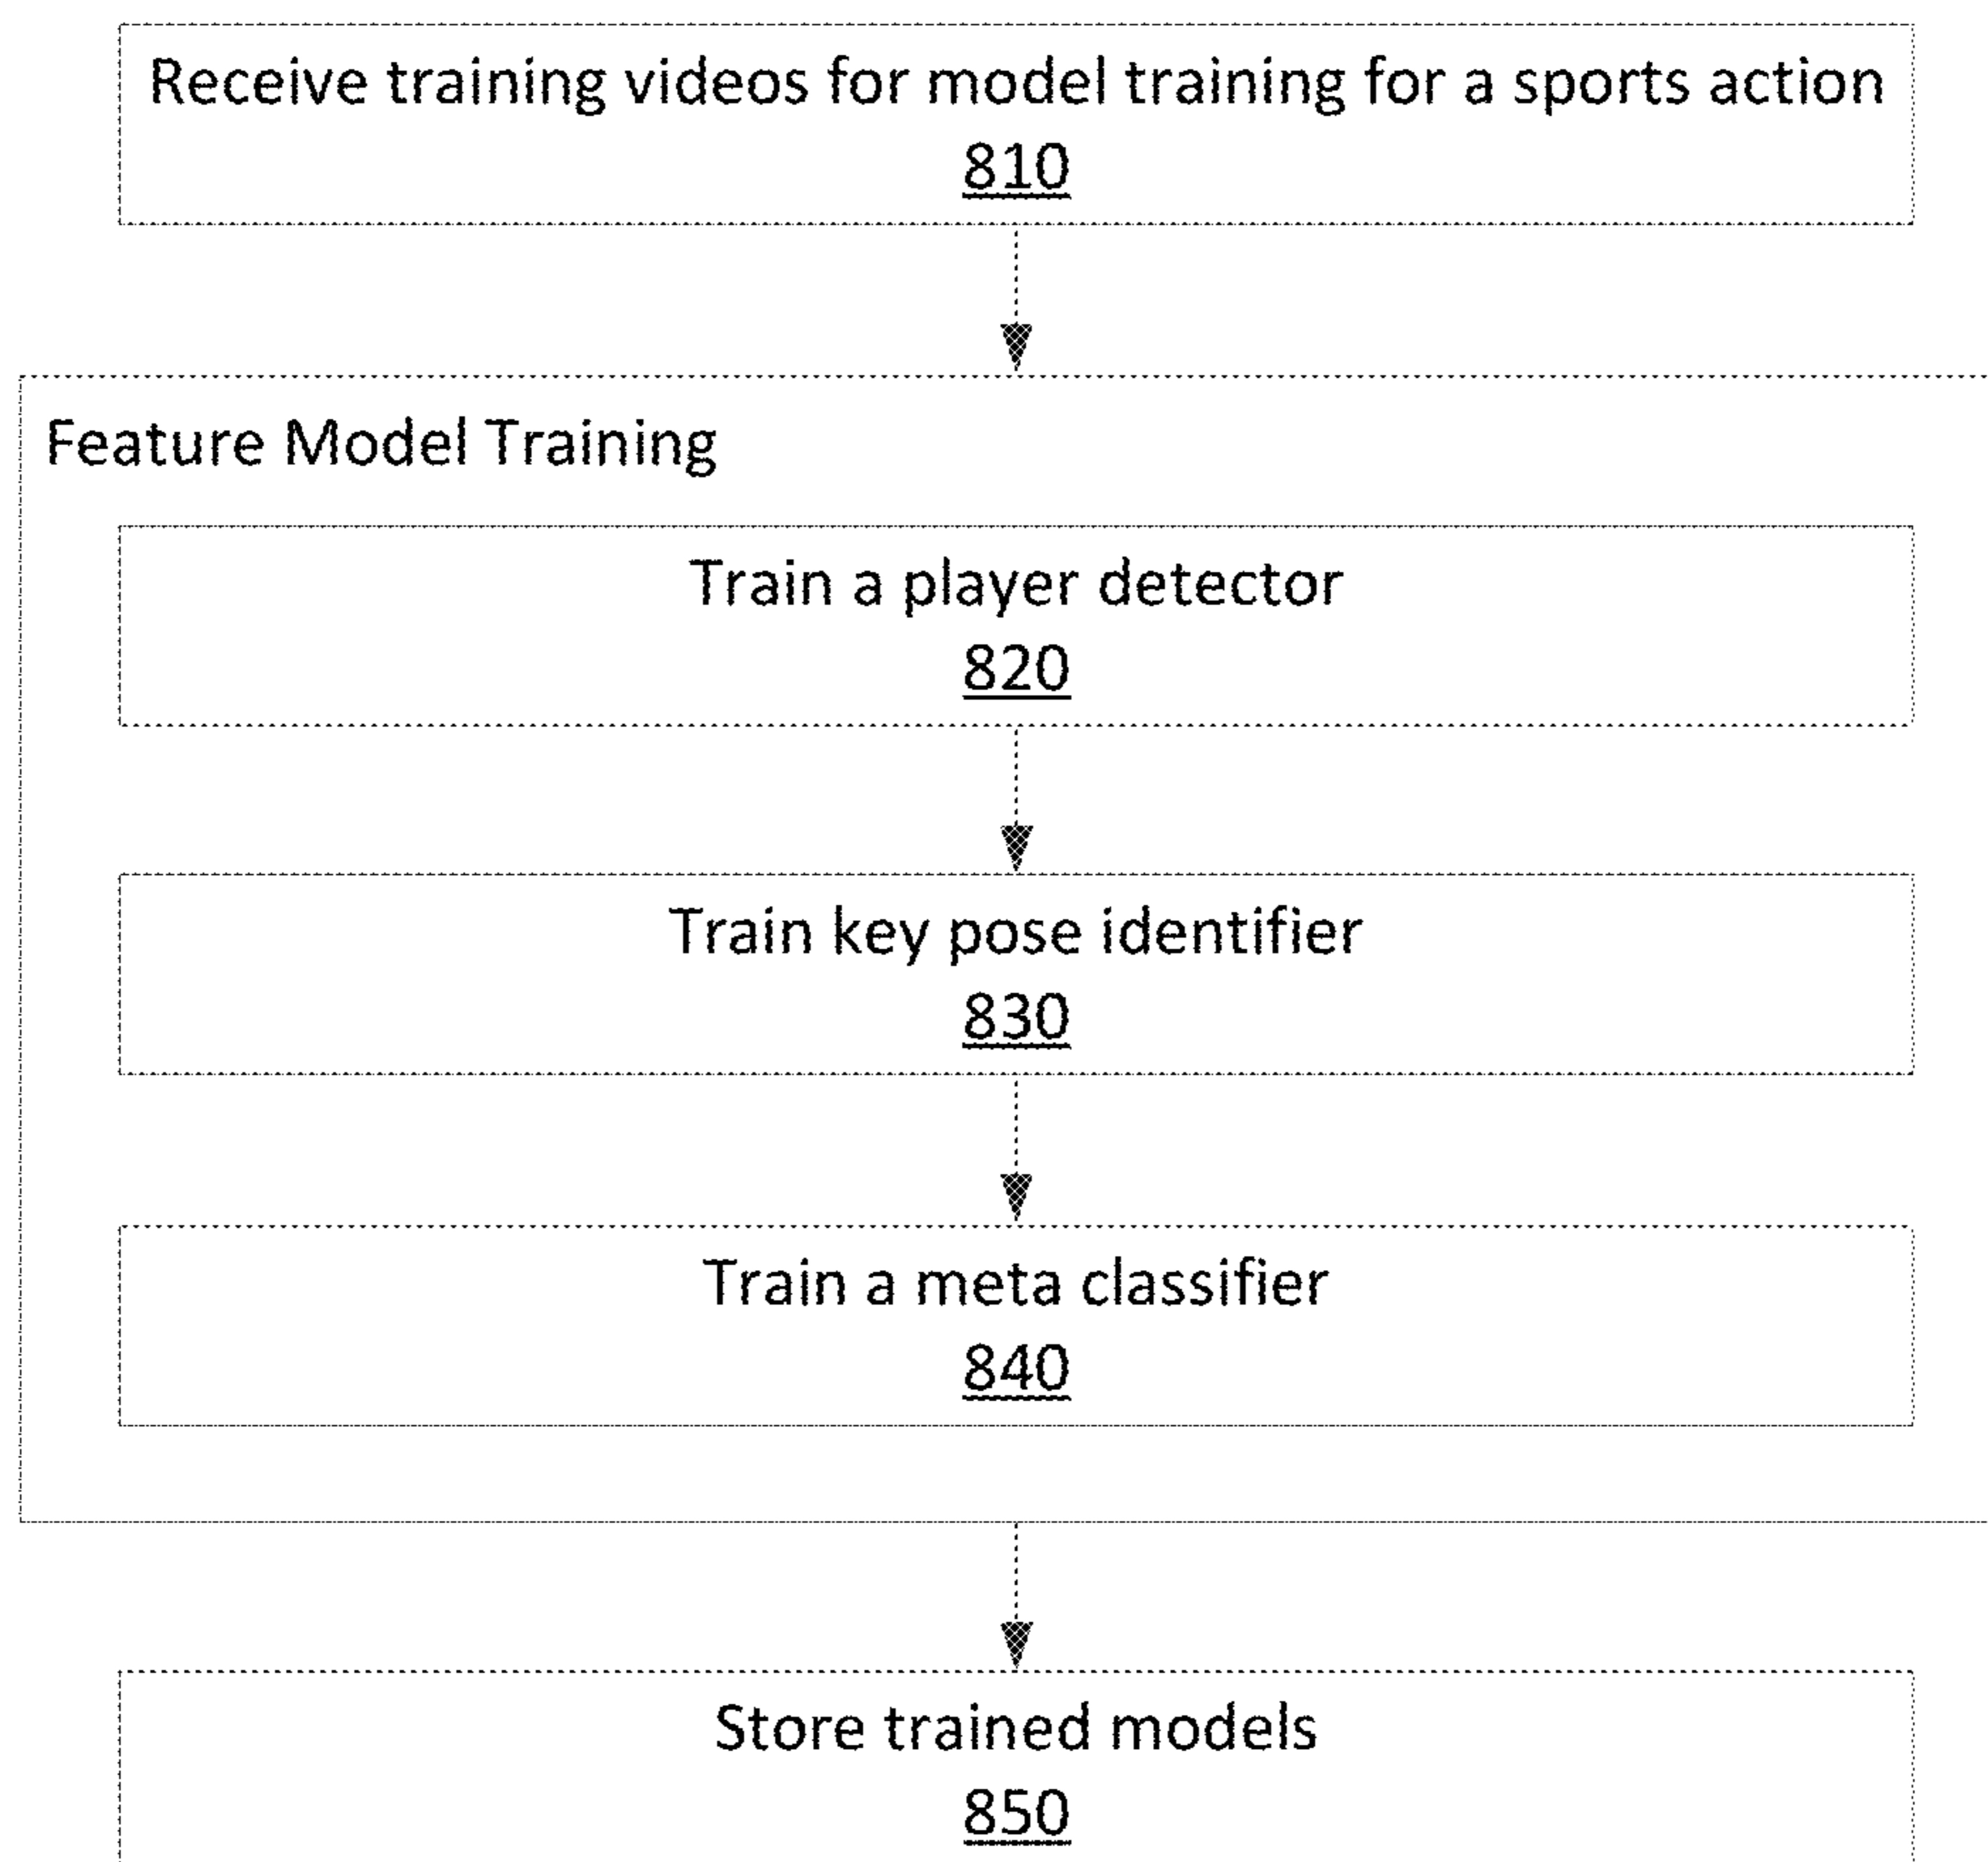 Receive training videos for model training for a sports action
810
Feature Model Training
Train a player detector
820
Train key pose identifier
830
Train a meta classifier
840
Store trained models
850